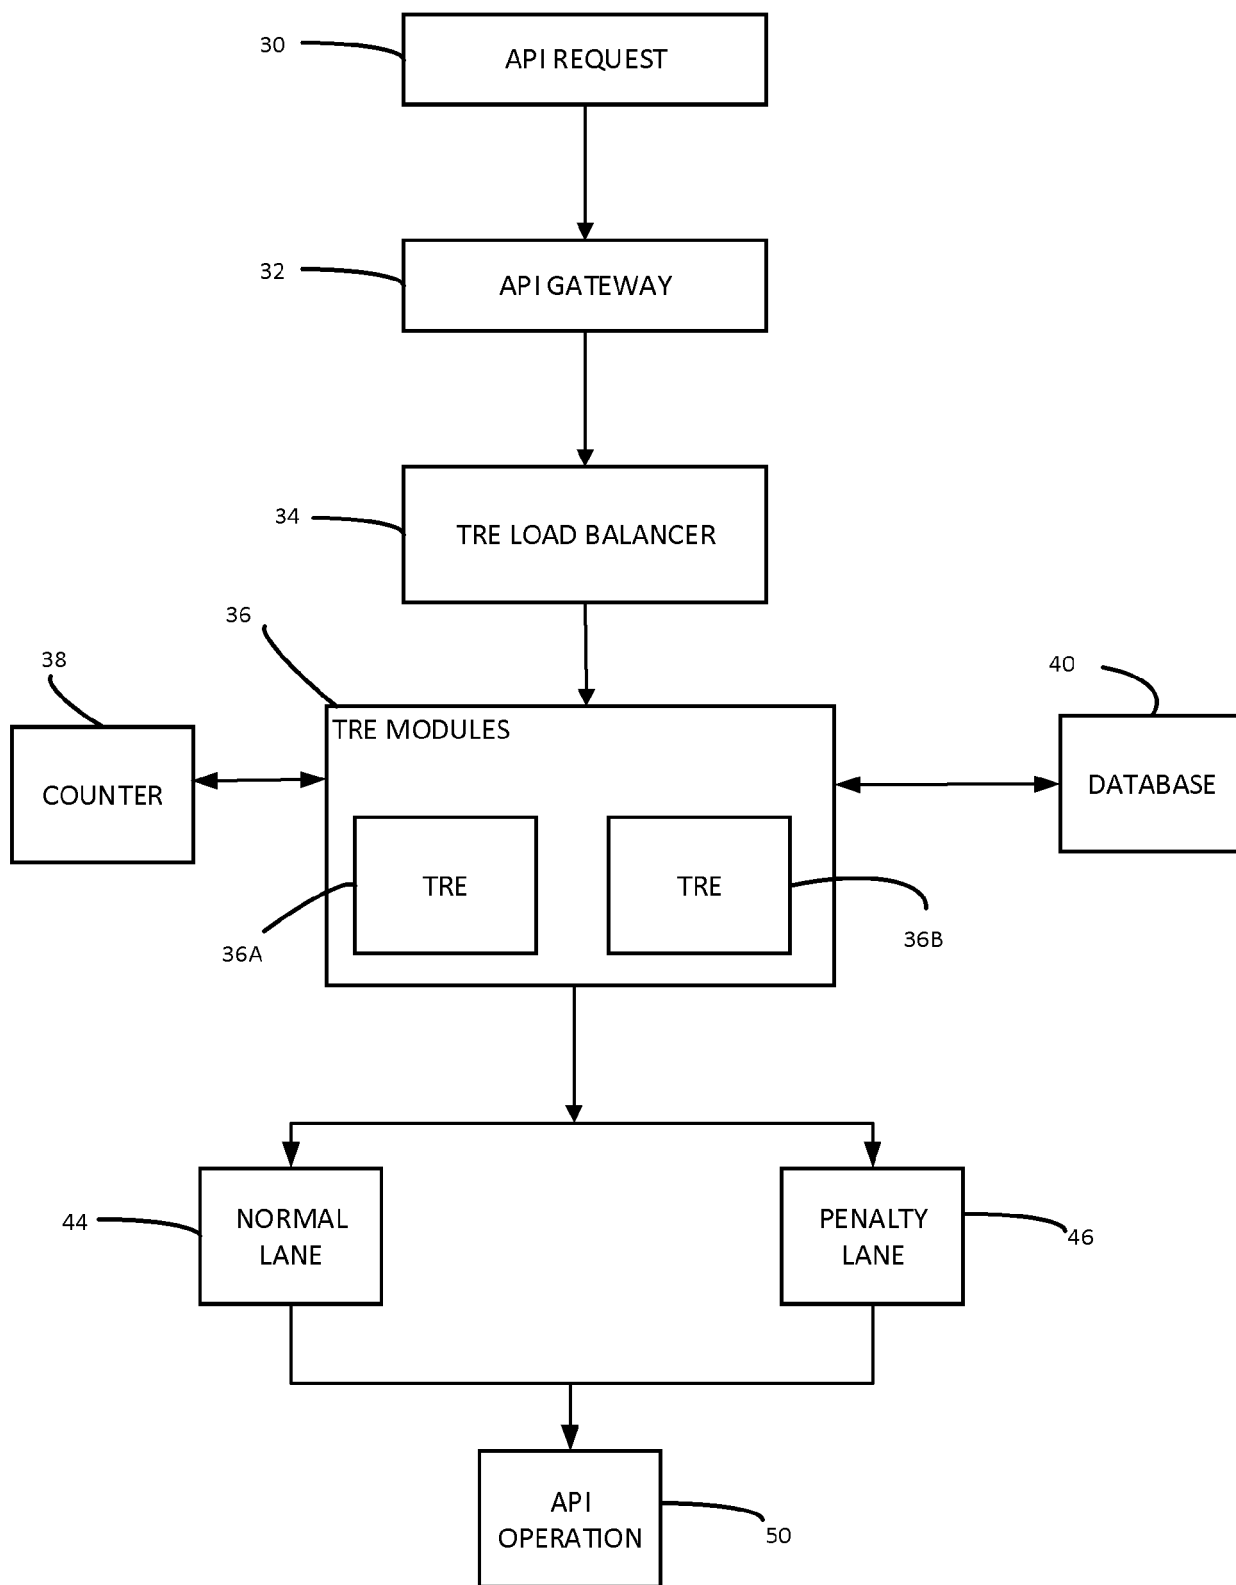 30
API REQUEST
32
API GATEWAY
34
TRE LOAD BALANCER
36
38
40
TRE MODULES
COUNTER
DATABASE
TRE
TRE
36A
36B
44
NORMAL
LANE
PENALTY
LANE
46
API
OPERATION
50